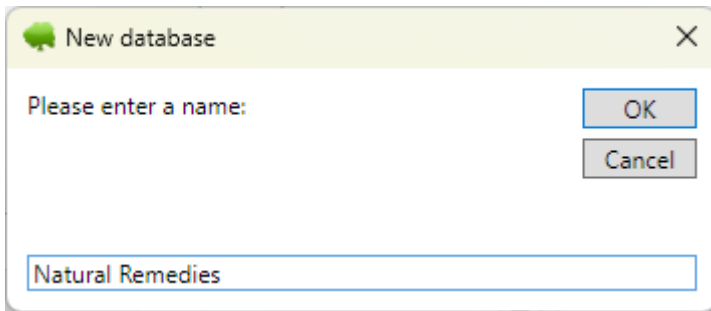 New database
Please enter a name:
OK
Cancel
Natural Remedies